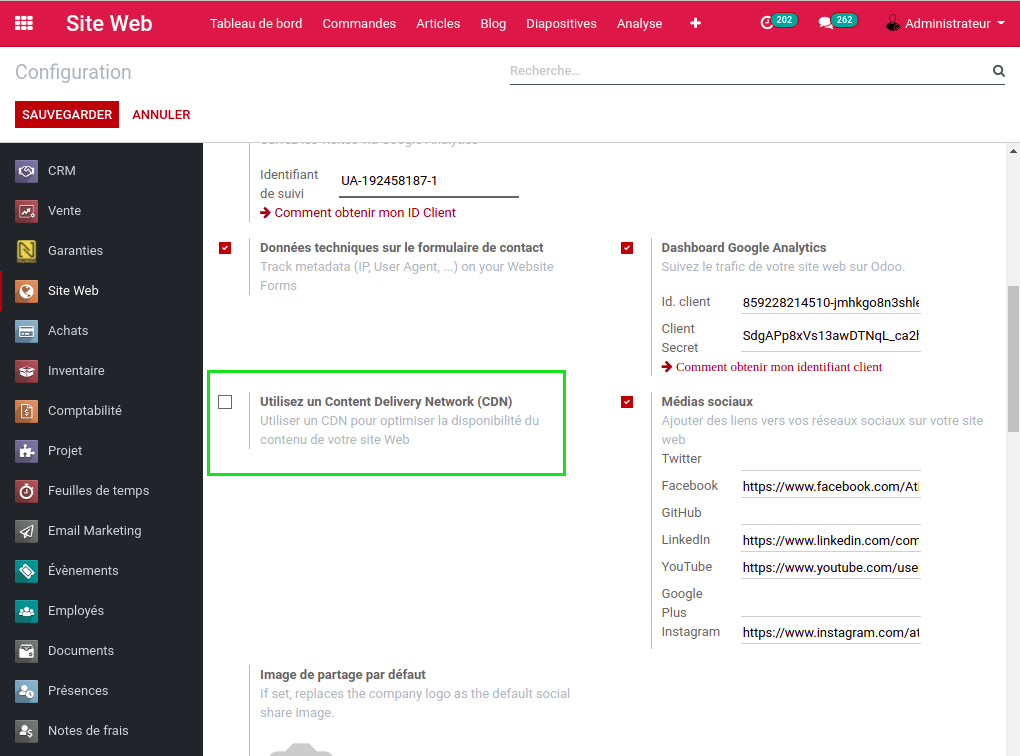 Site Web
Tableau de bord
Commandes
Articles
Blog
Diapositives
Analyse
202
262
Administrateur
Configuration
Recherche...
SAUVEGARDER
ANNULER
CRM
Vente
Garanties
Site Web
Achats
Inventaire
Comptabilité
Projet
Feuilles de temps
Email Marketing
Évènements
Employés
Documents
Présences
Notes de frais
Identifiant
de suivi
UA-192458187-1
Comment obtenir mon ID Client
Données techniques sur le formulaire de contact
Track metadata (IP, User Agent, ...) on your Website
Forms
Dashboard Google Analytics
Suivez le trafic de votre site web sur Odoo.
Id. client
859228214510-jmhkgo8n3shle
Client
Secret
SdgAPp8xVs13awDTNqL_ca2h
Comment obtenir mon identifiant client
Utilisez un Content Delivery Network (CDN)
Utiliser un CDN pour optimiser la disponibilité du
contenu de votre site Web
Médias sociaux
Ajouter des liens vers vos réseaux sociaux sur votre site
web
Twitter
Facebook
https://www.facebook.com/Atl
GitHub
LinkedIn
https://www.linkedin.com/com
YouTube
https://www.youtube.com/use
Google
Plus
Instagram
https://www.instagram.com/at
Image de partage par défaut
If set, replaces the company logo as the default social
share image.